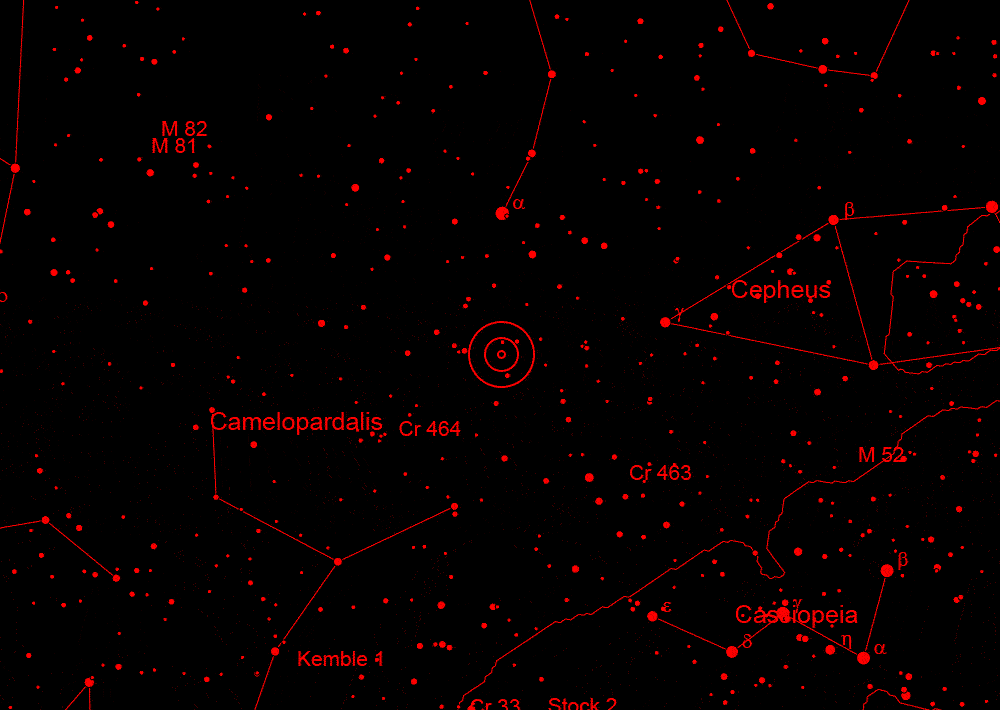 M 82
M 81
α
β
Cepheus
γ
Camelopardalis
Cr 464
M 52
Cr 463
β
ε
γ
Cassiopeia
δ
η
α
Kemble 1
Cr 33
Stock 2